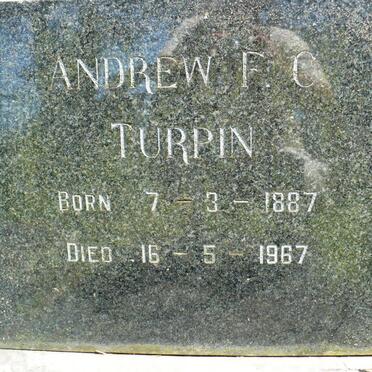 ANDREW F. C
TURPIN
BORN 7 - 3 - 1887
DIED 16 - 5 - 1967